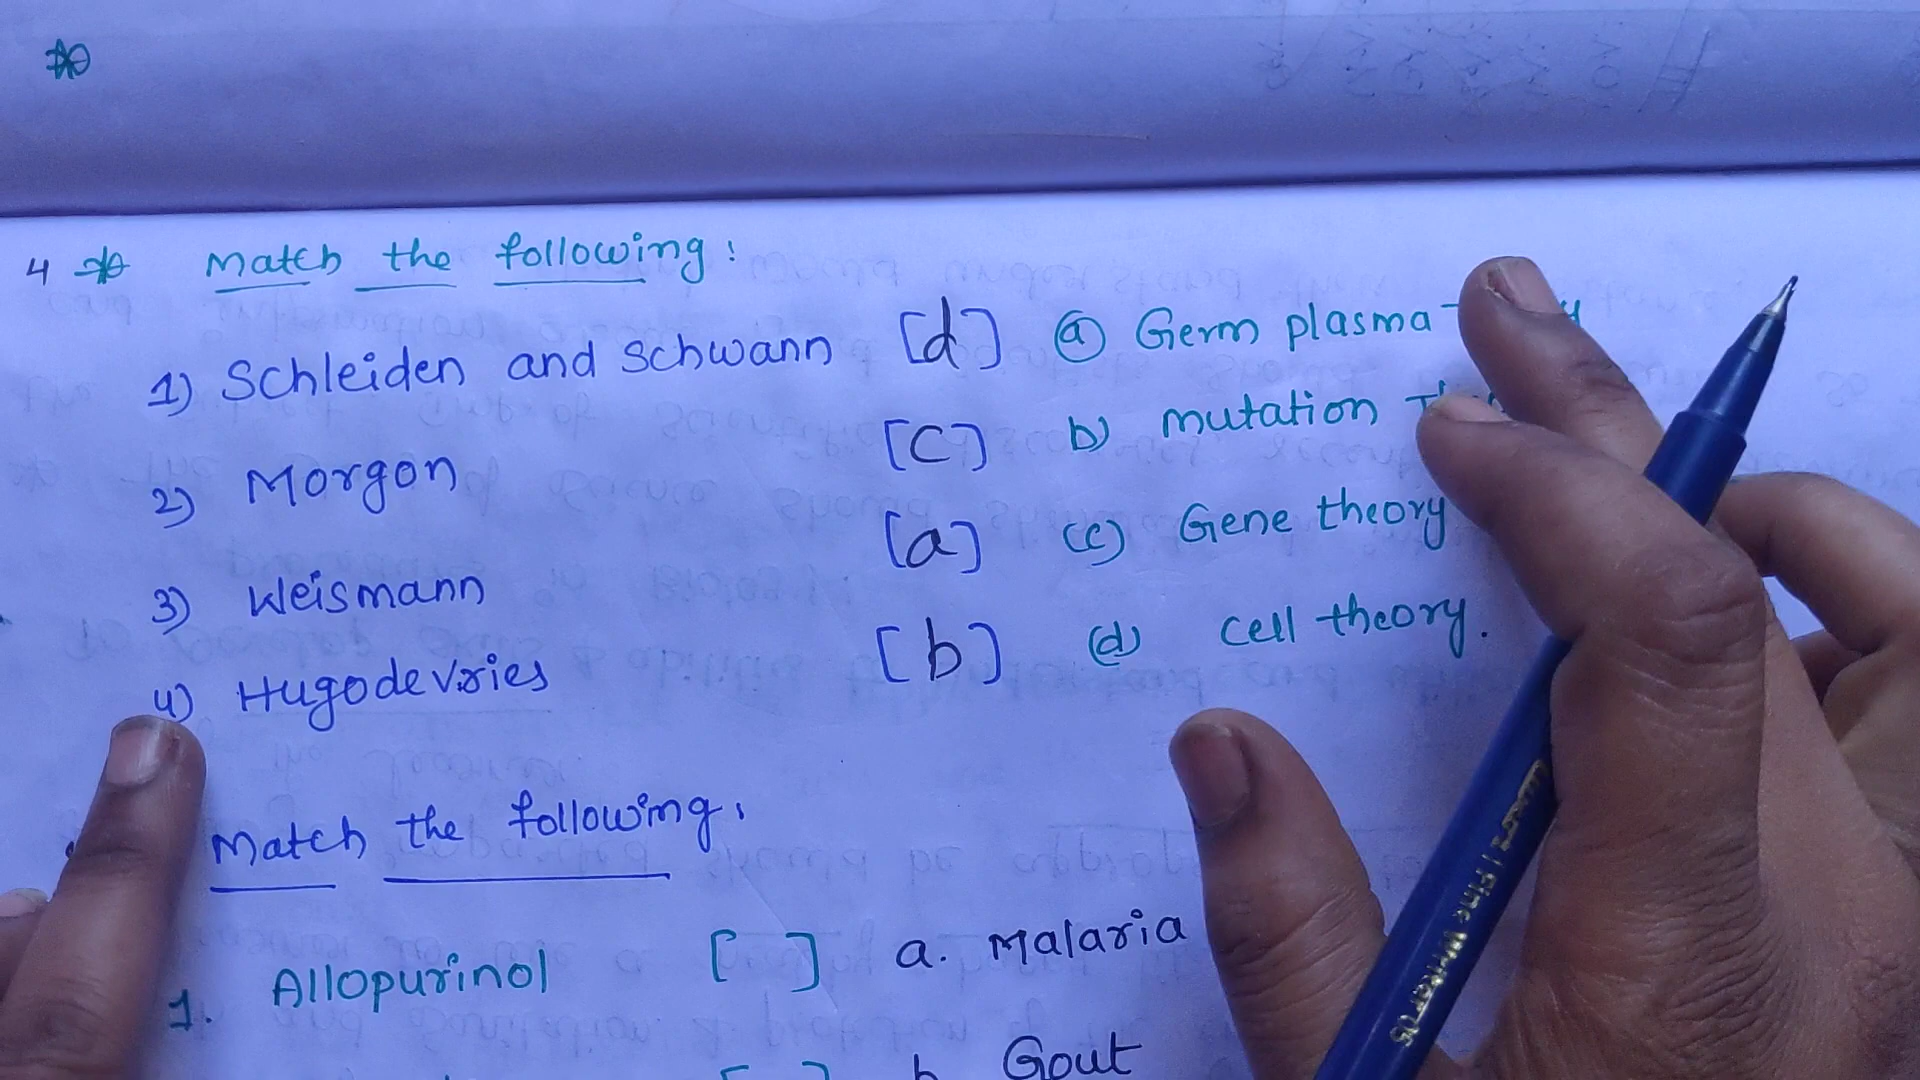 4 Match the following:
1) Schleiden and Schwann [d] (a) Germ plasma
2) Morgon [C] b) mutation
3) Weismann [a] (c) Gene theory
4) Hugodevries [b] (d) cell theory.
Match the following.
1. Allopurinol [ ] a. Malaria
[ ] b Gout